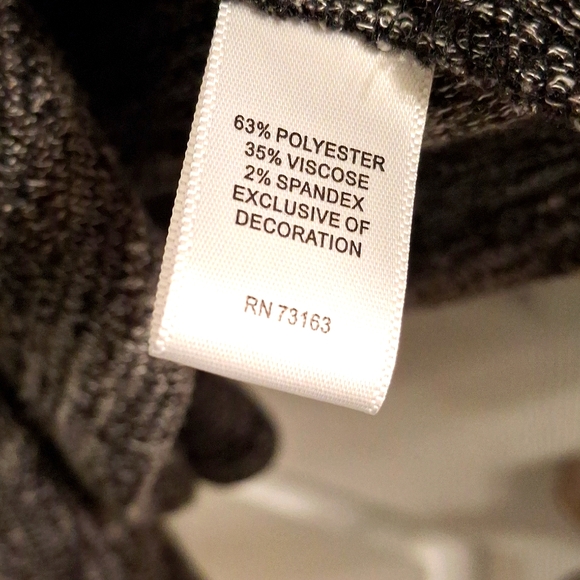 63% POLYESTER
35% VISCOSE
2% SPANDEX
EXCLUSIVE OF
DECORATION
RN 73163